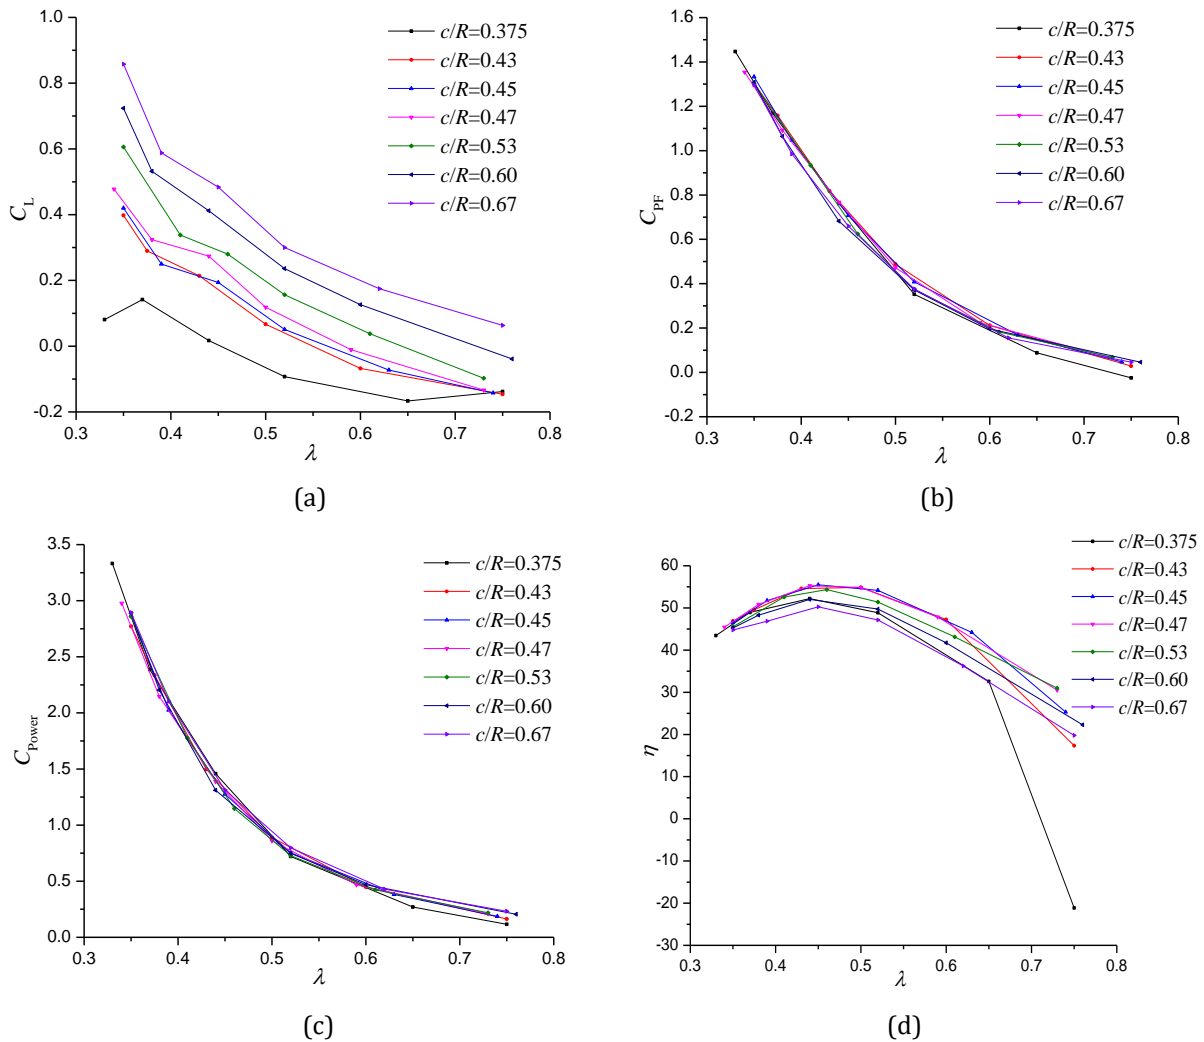 1.0
0.8
0.6
0.4
0.2
0.0
-0.2
C_L
0.3 0.4 0.5 0.6 0.7 0.8
λ
c/R=0.375
c/R=0.43
c/R=0.45
c/R=0.47
c/R=0.53
c/R=0.60
c/R=0.67
(a)
1.6
1.4
1.2
1.0
0.8
0.6
0.4
0.2
0.0
-0.2
C_PF
0.3 0.4 0.5 0.6 0.7 0.8
λ
c/R=0.375
c/R=0.43
c/R=0.45
c/R=0.47
c/R=0.53
c/R=0.60
c/R=0.67
(b)
3.5
3.0
2.5
2.0
1.5
1.0
0.5
0.0
C_Power
0.3 0.4 0.5 0.6 0.7 0.8
λ
c/R=0.375
c/R=0.43
c/R=0.45
c/R=0.47
c/R=0.53
c/R=0.60
c/R=0.67
(c)
60
50
40
30
20
10
0
-10
-20
-30
η
0.3 0.4 0.5 0.6 0.7 0.8
λ
c/R=0.375
c/R=0.43
c/R=0.45
c/R=0.47
c/R=0.53
c/R=0.60
c/R=0.67
(d)